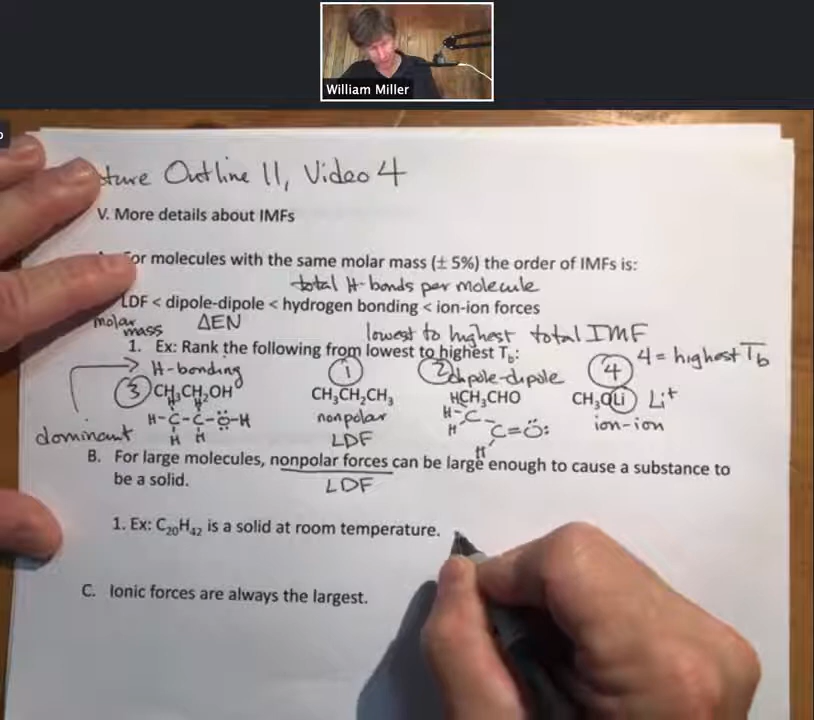 William Miller
ture Outline 11, Video 4
V. More details about IMFs
For molecules with the same molar mass (± 5%) the order of IMFs is:
total H-bonds per molecule
LDF < dipole-dipole < hydrogen bonding < ion-ion forces
molar mass ΔEN
lowest to highest total IMF
1. Ex: Rank the following from lowest to highest Tb:
4 = highest Tb
H-bonding 1 2 dipole-dipole 4
3 CH₃CH₂OH CH₃CH₂CH₃ CH₃CHO CH₃OLi Li⁺
H-C-C-Ö-H nonpolar ion-ion
H H
H H
H-C
H
C=Ö:
H
dominant LDF
B. For large molecules, nonpolar forces can be large enough to cause a substance to
be a solid. LDF
1. Ex: C₂₀H₄₂ is a solid at room temperature.
C. Ionic forces are always the largest.